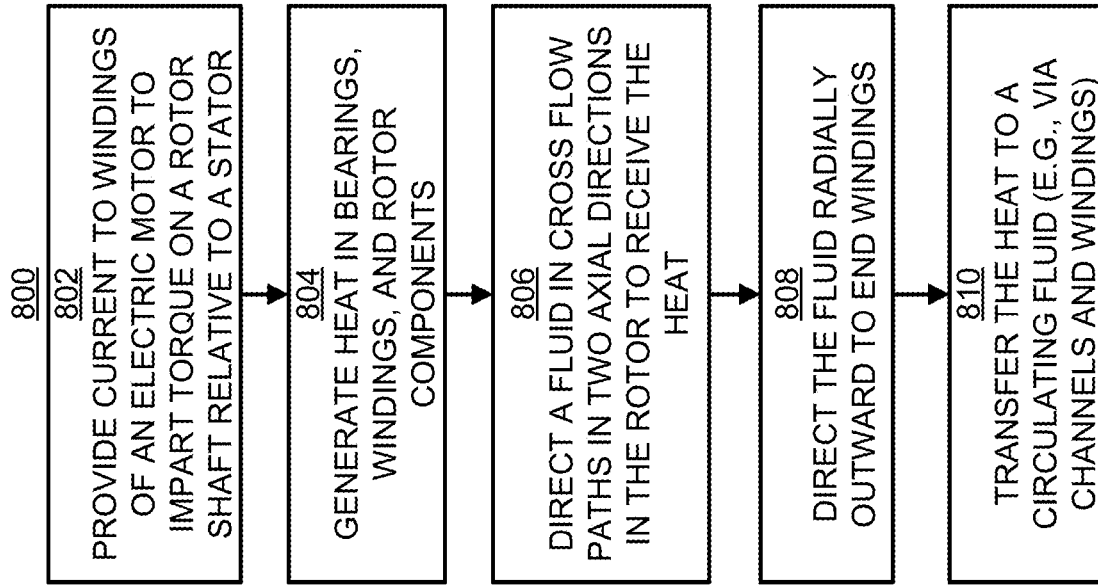 800
802
PROVIDE CURRENT TO WINDINGS
OF AN ELECTRIC MOTOR TO
IMPART TORQUE ON A ROTOR
SHAFT RELATIVE TO A STATOR
804
GENERATE HEAT IN BEARINGS,
WINDINGS, AND ROTOR
COMPONENTS
806
DIRECT A FLUID IN CROSS FLOW
PATHS IN TWO AXIAL DIRECTIONS
IN THE ROTOR TO RECEIVE THE
HEAT
808
DIRECT THE FLUID RADIALLY
OUTWARD TO END WINDINGS
810
TRANSFER THE HEAT TO A
CIRCULATING FLUID (E.G., VIA
CHANNELS AND WINDINGS)